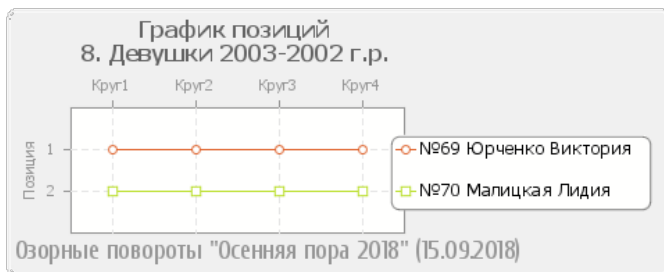 График позиций
8. Девушки 2003-2002 г.р.
Круг1 Круг2 Круг3 Круг4
Позиция
1
2
№69 Юрченко Виктория
№70 Малицкая Лидия
Озорные повороты "Осенняя пора 2018" (15.09.2018)